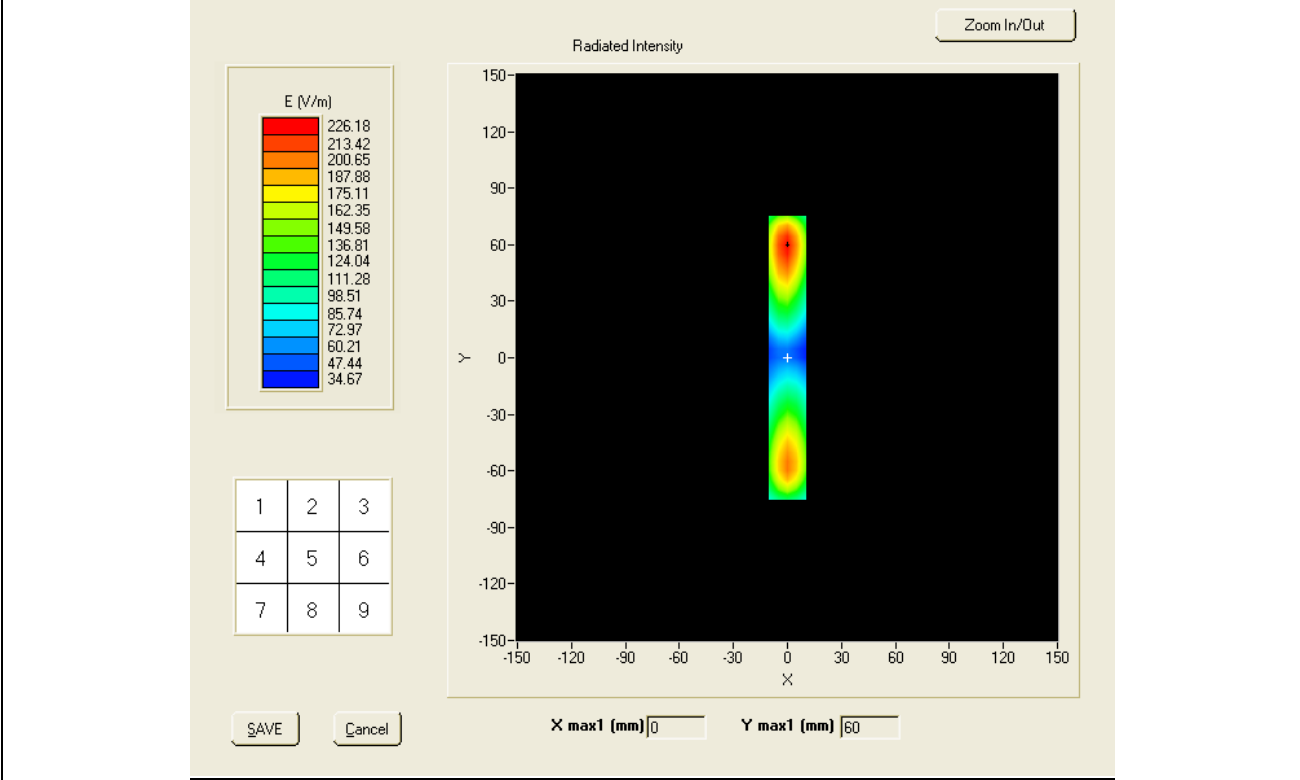 Zoom In/Out
Radiated Intensity
E (V/m)
226.18
213.42
200.65
187.88
175.11
162.35
149.58
136.81
124.04
111.28
98.51
85.74
72.97
60.21
47.44
34.67
150
120
90
60
30
0
-30
-60
-90
-120
-150
Y
-150 -120 -90 -60 -30 0 30 60 90 120 150
X
1 2 3
4 5 6
7 8 9
SAVE Cancel
X max1 (mm) 0 Y max1 (mm) 60